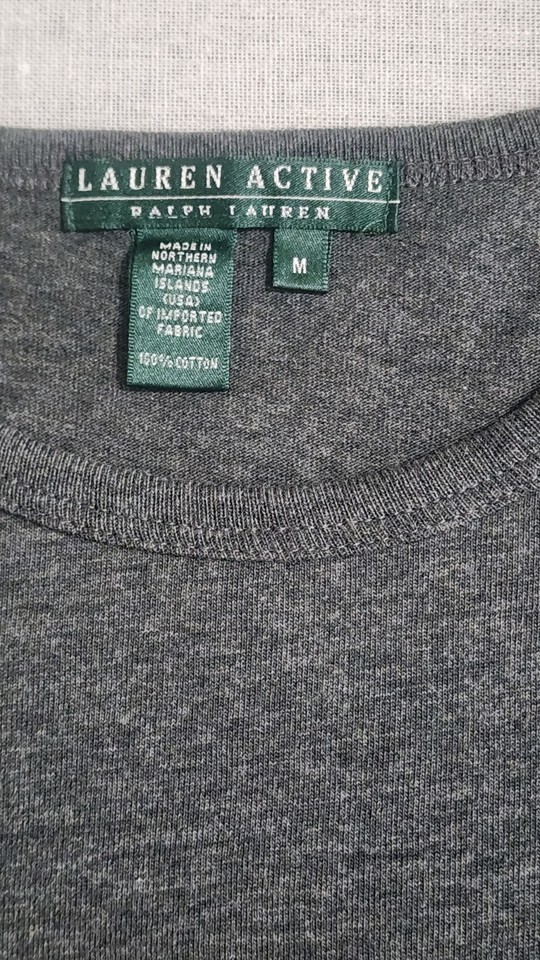 LAUREN ACTIVE
RALPH LAUREN
MADE IN
NORTHERN
MARIANA
ISLANDS
(USA)
OF IMPORTED
FABRIC
100% COTTON
M